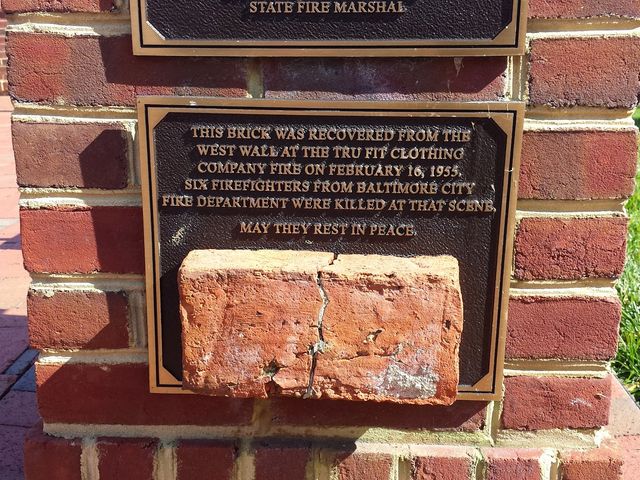 STATE FIRE MARSHAL
THIS BRICK WAS RECOVERED FROM THE
WEST WALL AT THE TRU FIT CLOTHING
COMPANY FIRE ON FEBRUARY 16, 1955.
SIX FIREFIGHTERS FROM BALTIMORE CITY
FIRE DEPARTMENT WERE KILLED AT THAT SCENE.
MAY THEY REST IN PEACE.